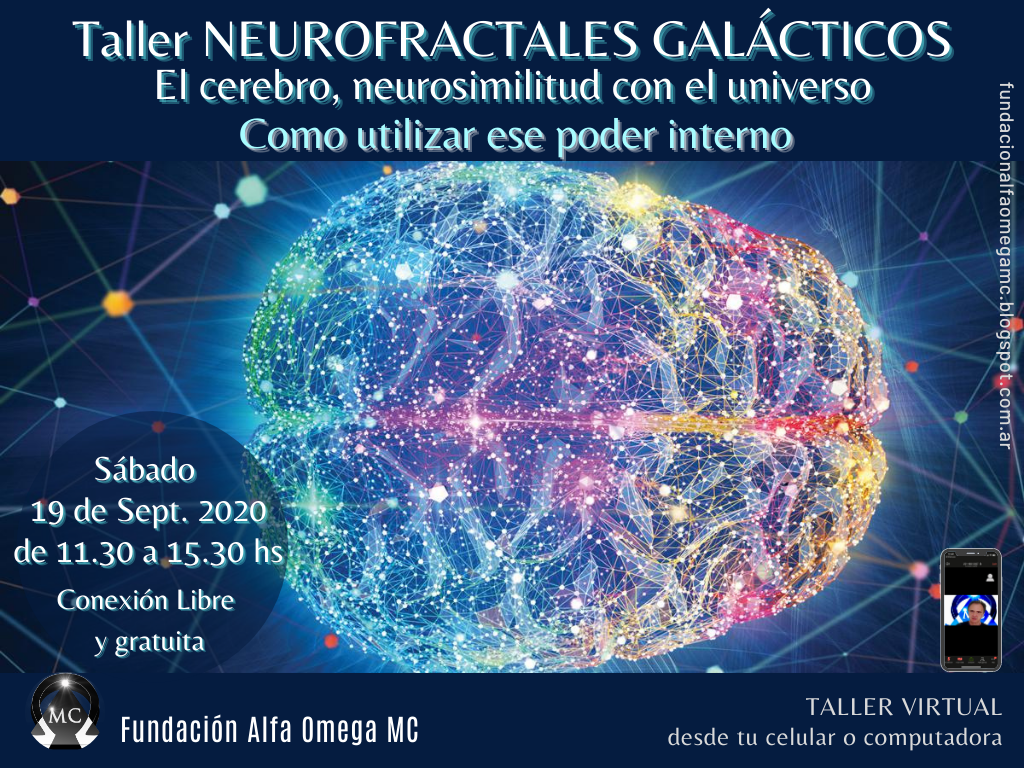 Taller NEUROFRACTALES GALÁCTICOS
El cerebro, neurosimilitud con el universo
Como utilizar ese poder interno
fundacionalfaomegamc.blogspot.com.ar
Sábado
19 de Sept. 2020
de 11.30 a 15.30 hs
Conexión Libre
y gratuita
MC
Fundación Alfa Omega MC
TALLER VIRTUAL
desde tu celular o computadora